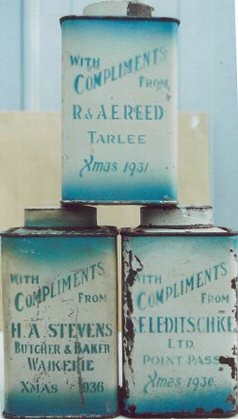 WITH
COMPLIMENTS
FROM
R & A.E. REED
TARLEE
Xmas 1931
WITH
COMPLIMENTS
FROM
H. A. STEVENS
BUTCHER & BAKER
WAIKERIE
XMAS 1936
WITH
COMPLIMENTS
FROM
LEDITSCHKE
LTD.
POINT PASS
Xmas 1930